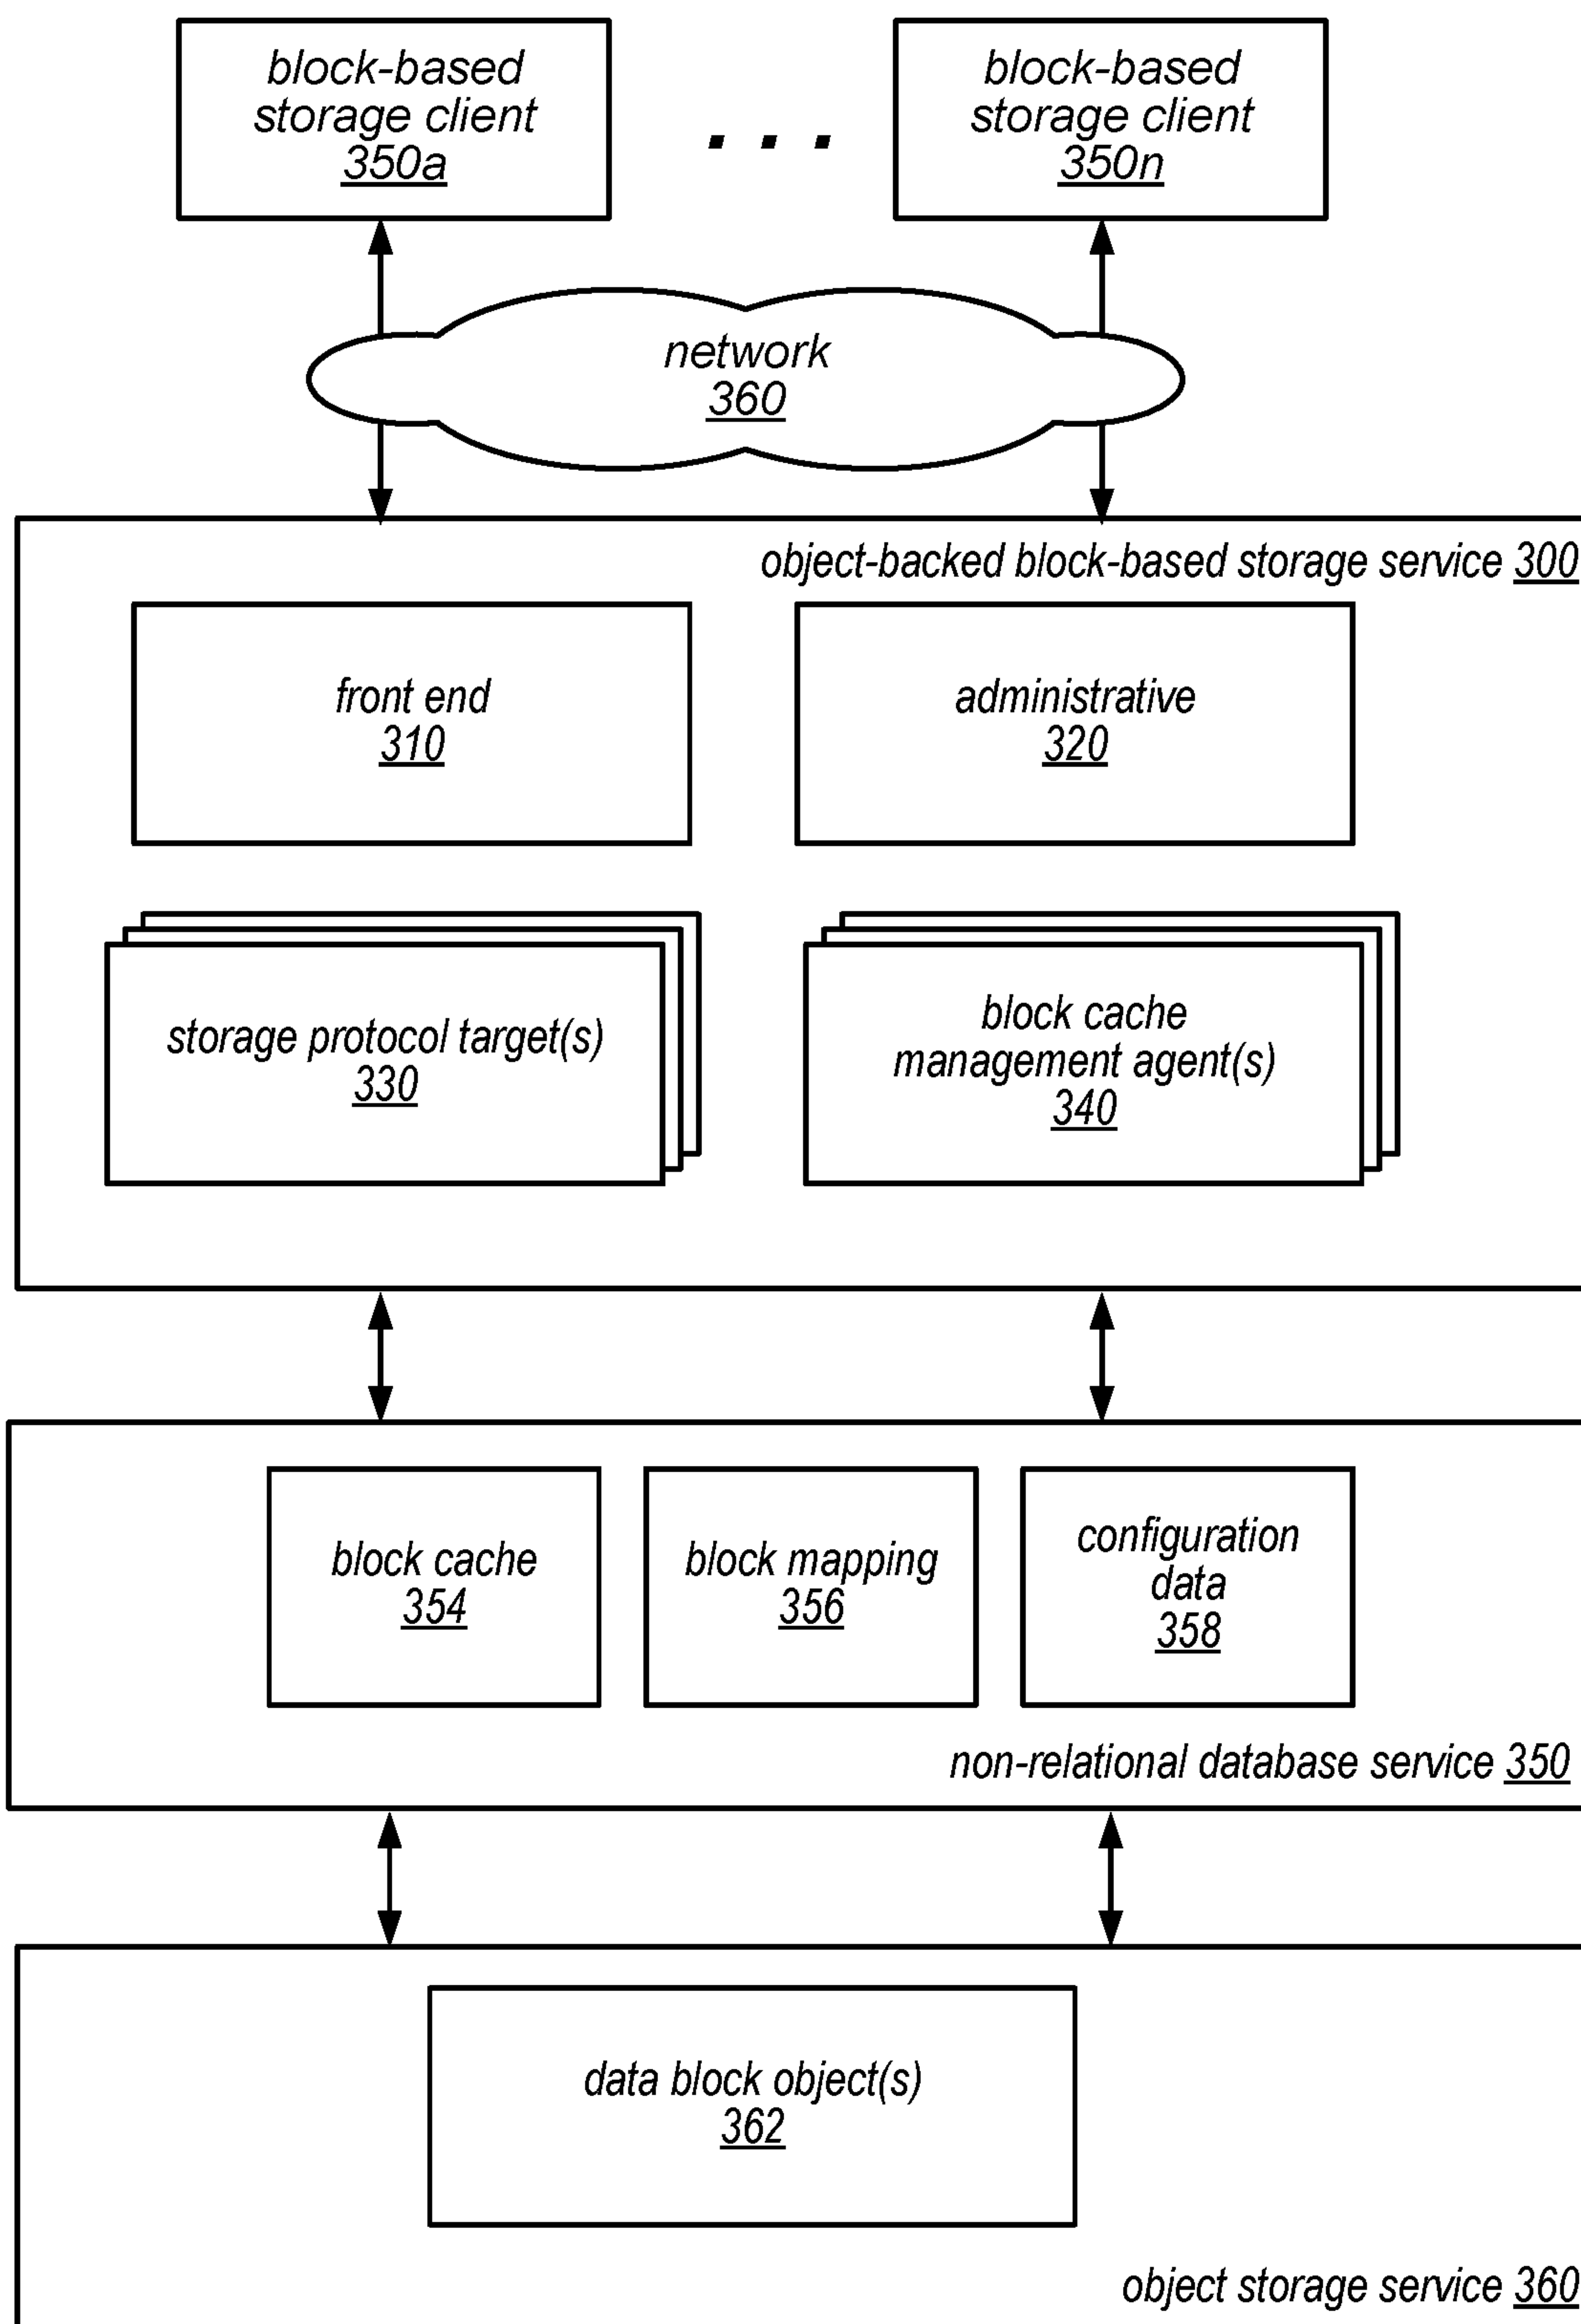 block-based
storage client
350a
. . .
block-based
storage client
350n
network
360
object-backed block-based storage service 300
front end
310
administrative
320
storage protocol target(s)
330
block cache
management agent(s)
340
block cache
354
block mapping
356
configuration
data
358
non-relational database service 350
data block object(s)
362
object storage service 360